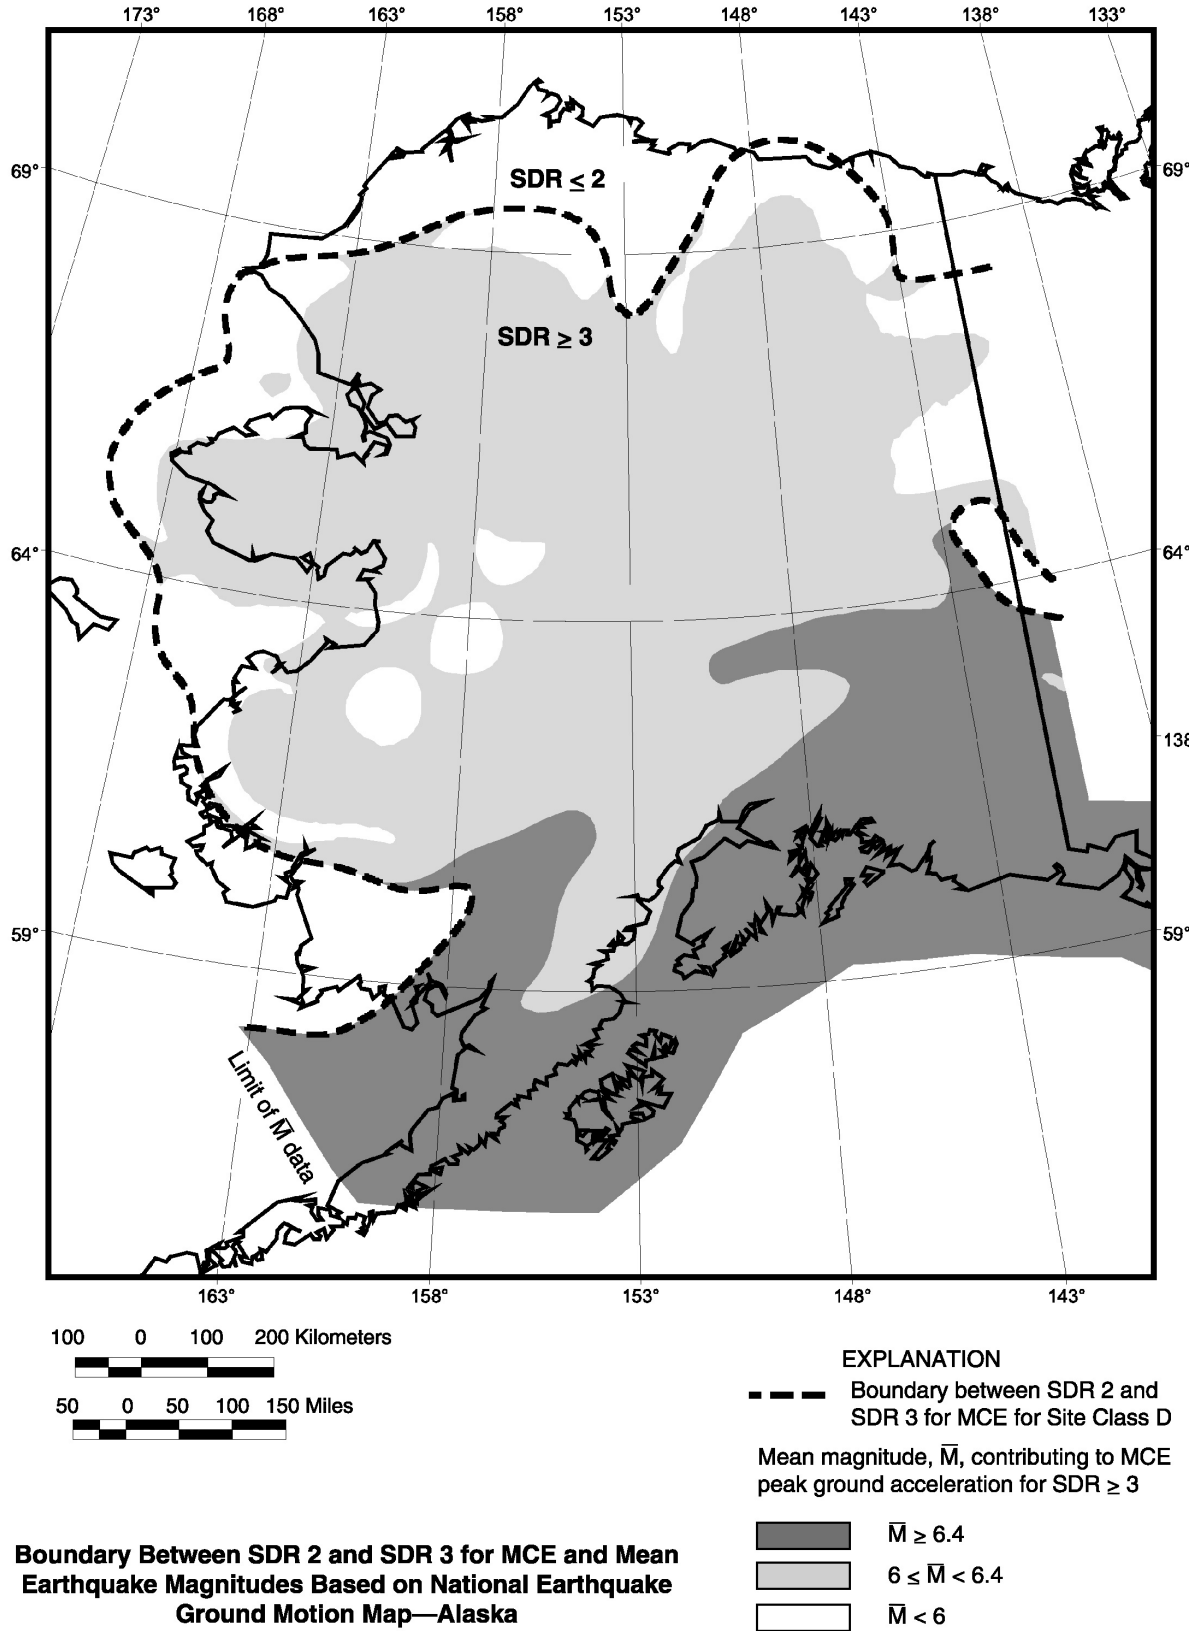 173° 168° 163° 158° 153° 148° 143° 138° 133°
69° 69°
SDR ≤ 2
SDR ≥ 3
64° 64°
138
59° 59°
Limit of M̅ data
163° 158° 153° 148° 143°
100 0 100 200 Kilometers
50 0 50 100 150 Miles
EXPLANATION
Boundary between SDR 2 and
SDR 3 for MCE for Site Class D
Mean magnitude, M̅, contributing to MCE
peak ground acceleration for SDR ≥ 3
M̅ ≥ 6.4
6 ≤ M̅ < 6.4
M̅ < 6
Boundary Between SDR 2 and SDR 3 for MCE and Mean
Earthquake Magnitudes Based on National Earthquake
Ground Motion Map—Alaska